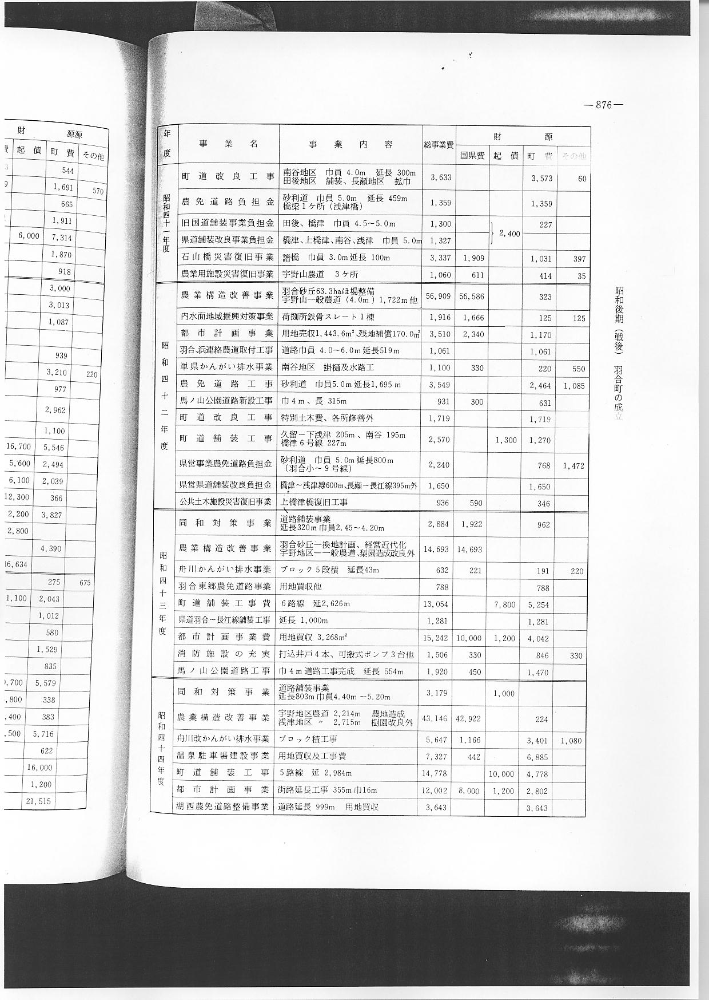 財 源源
起債 町費 その他
544
1,691 570
665
1,911
6,000 7,314
1,870
918
3,000
3,013
1,087
939
3,210 220
977
2,962
1,100
16,700 5,546
5,600 2,494
6,100 2,039
12,300 366
2,200 3,827
2,800
4,390
275 675
1,100 2,043
1,012
580
1,529
835
5,579
338
383
5,716
622
16,000
1,200
21,515
—876—
昭和後期(戦後) 羽合町の成立
年度 事業名 事業内容 総事業費 財源
国県費 起債 町費 その他
昭和四十一年度
町道改良工事 南谷地区 巾員 4.0m 延長 300m
田後地区 舗装、長瀬地区 拡巾 3,633 3,573 60
農免道路負担金 砂利道 巾員 5.0m 延長 459m
橋梁1ヶ所(浅津橋) 1,359 1,359
旧国道舗装事業負担金 田後、橋津 巾員 4.5〜5.0m 1,300 } 2,400 227
県道舗装改良事業負担金 橋津、上橋津、南谷、浅津 巾員 5.0m 1,327
石山橋災害復旧事業 譜橋 巾員 3.0m延長 100m 3,337 1,909 1,031 397
農業用施設災害復旧事業 宇野山農道 3ケ所 1,060 611 414 35
昭和四十二年度
農業構造改善事業 羽合砂丘63.3haほ場整備
宇野山一般農道(4.0m)1,722m他 56,909 56,586 323
内水面地域振興対策事業 荷捌所鉄骨スレート1棟 1,916 1,666 125 125
都市計画事業 用地売収1,443.6m²、残地補償170.0m² 3,510 2,340 1,170
羽合、浜連絡農道取付工事 道路巾員 4.0〜6.0m延長519m 1,061 1,061
単県かんがい排水事業 南谷地区 掛樋及水路工 1,100 330 220 550
農免道路工事 砂利道 巾員5.0m延長1,695m 3,549 2,464 1,085
馬ノ山公園道路新設工事 巾4m、長 315m 931 300 631
町道改良工事 特別土木費、各所修善外 1,719 1,719
町道舗装工事 久留〜下浅津 205m、南谷 195m
橋津6号線 227m 2,570 1,300 1,270
県営事業農免道路負担金 砂利道 巾員 5.0m延長800m
(羽合小〜9号線) 2,240 768 1,472
県営県道舗装改良負担金 橋津〜浅津線600m、長瀬〜長江線395m外 1,650 1,650
公共土木施設災害復旧事業 上橋津橋復旧工事 936 590 346
昭和四十三年度
同和対策事業 道路舗装事業
延長320m巾員2.45〜4.20m 2,884 1,922 962
農業構造改善事業 羽合砂丘—換地計画、経営近代化
宇野地区—一般農道、梨園造成改良外 14,693 14,693
舟川かんがい排水事業 ブロック5段積 延長43m 632 221 191 220
羽合東郷農免道路事業 用地買収他 788 788
町道舗装工事費 6路線 延2,626m 13,054 7,800 5,254
県道羽合〜長江線舗装工事 延長 1,000m 1,281 1,281
都市計画事業費 用地買収 3,268m² 15,242 10,000 1,200 4,042
消防施設の充実 打込井戸4本、可搬式ポンプ3台他 1,506 330 846 330
馬ノ山公園道路工事 巾4m道路工事完成 延長 554m 1,920 450 1,470
昭和四十四年度
同和対策事業 道路舗装事業
延長803m巾員4.40m〜5.20m 3,179 1,000
農業構造改善事業 宇野地区農道 2,214m 農地造成
浅津地区 〃 2,715m 樹園改良外 43,146 42,922 224
舟川改かんがい排水事業 ブロック積工事 5,647 1,166 3,401 1,080
温泉駐車場建設事業 用地買収及工事費 7,327 442 6,885
町道舗装工事 5路線 延 2,984m 14,778 10,000 4,778
都市計画事業 街路延長工事 355m巾16m 12,002 8,000 1,200 2,802
湖西農免道路整備事業 道路延長 999m 用地買収 3,643 3,643